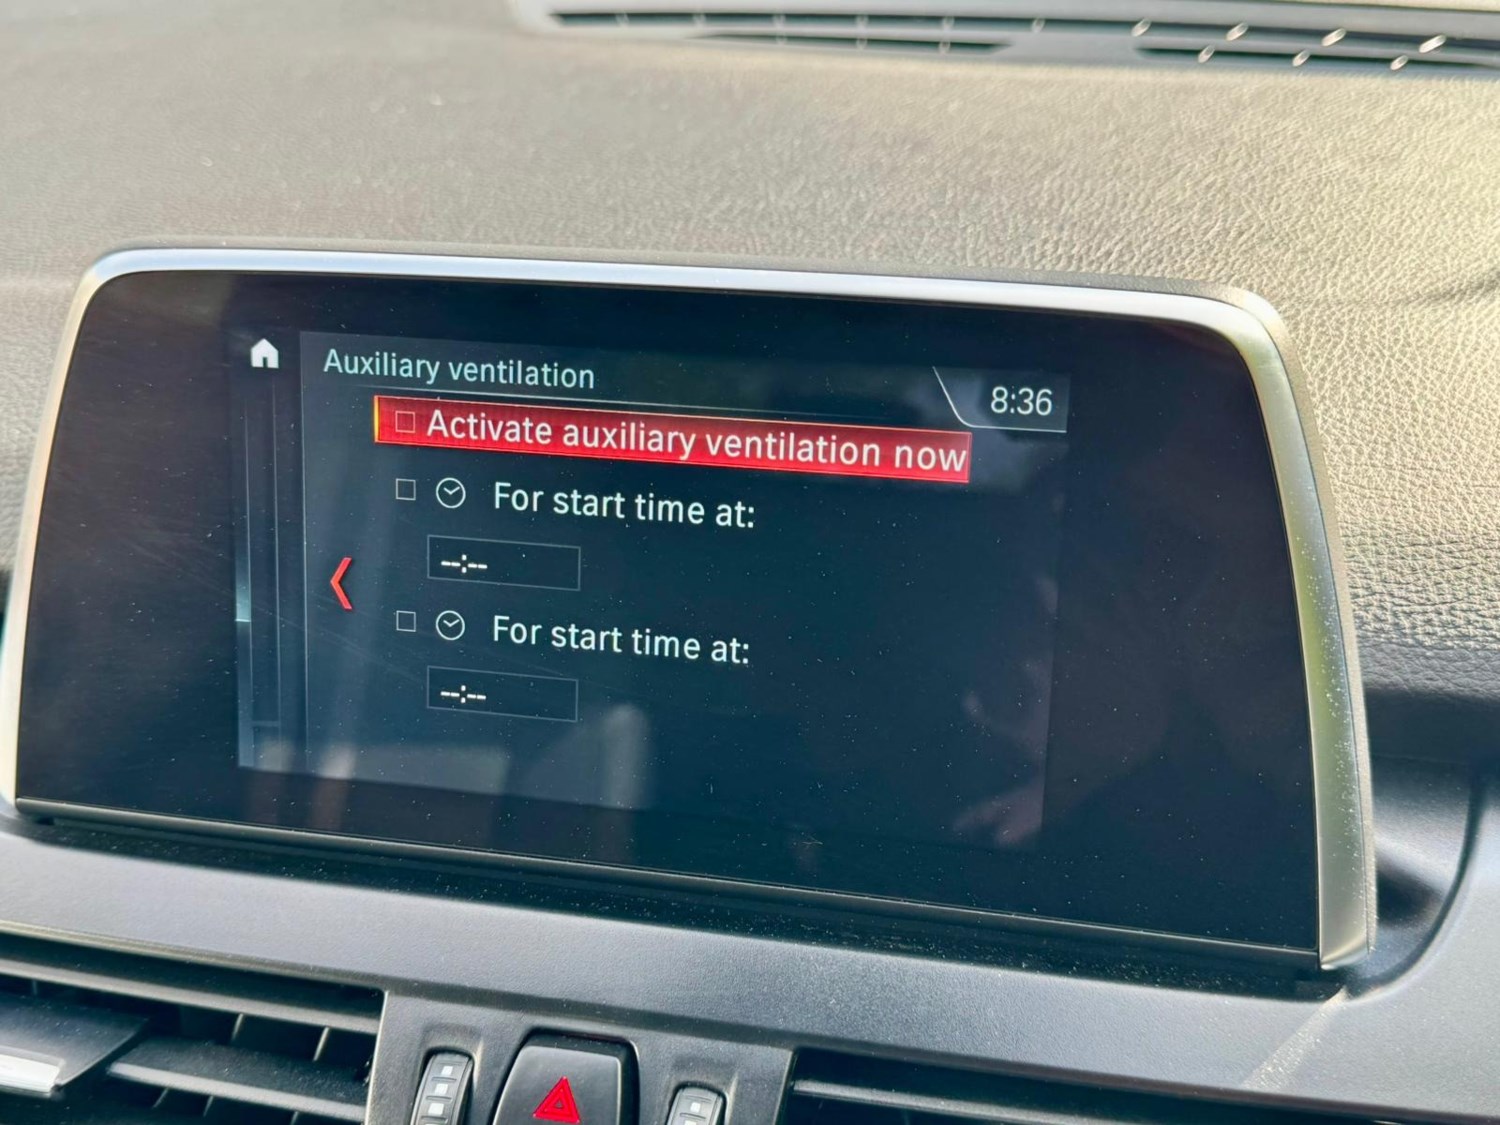 Auxiliary ventilation
8:36
Activate auxiliary ventilation now
For start time at:
--:--
For start time at:
--:--